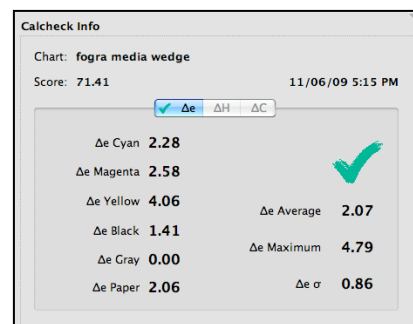 Calcheck Info
Chart: fogra media wedge
Score: 71.41 11/06/09 5:15 PM
Δe ΔH ΔC
Δe Cyan 2.28
Δe Magenta 2.58
Δe Yellow 4.06
Δe Black 1.41
Δe Gray 0.00
Δe Paper 2.06
Δe Average 2.07
Δe Maximum 4.79
Δe σ 0.86